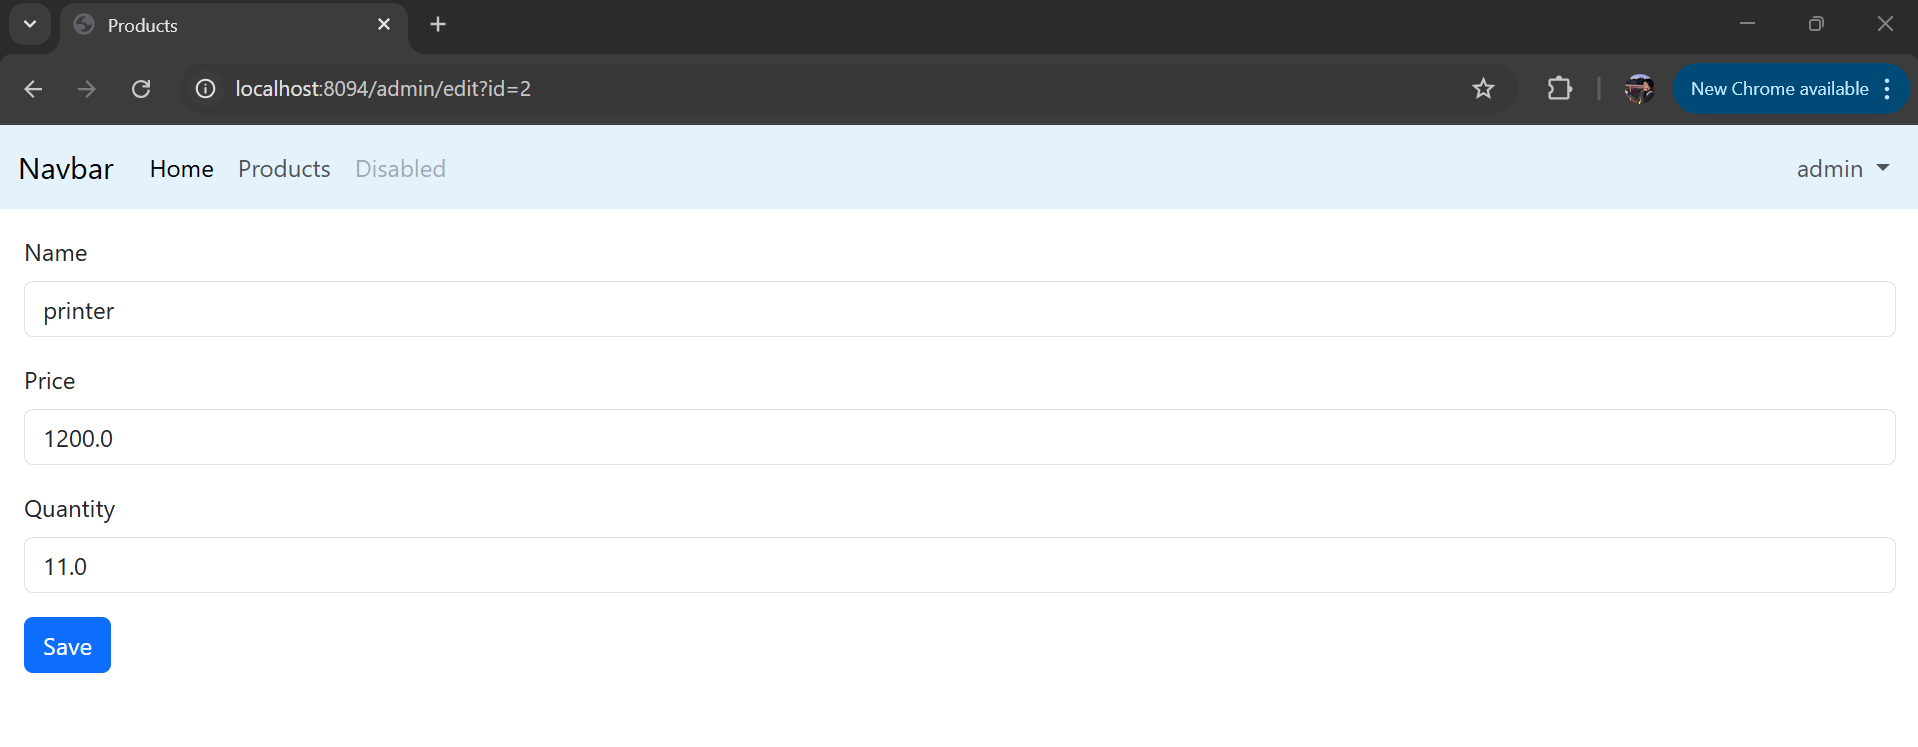 Products
localhost:8094/admin/edit?id=2
New Chrome available
Navbar Home Products Disabled admin
Name
printer
Price
1200.0
Quantity
11.0
Save